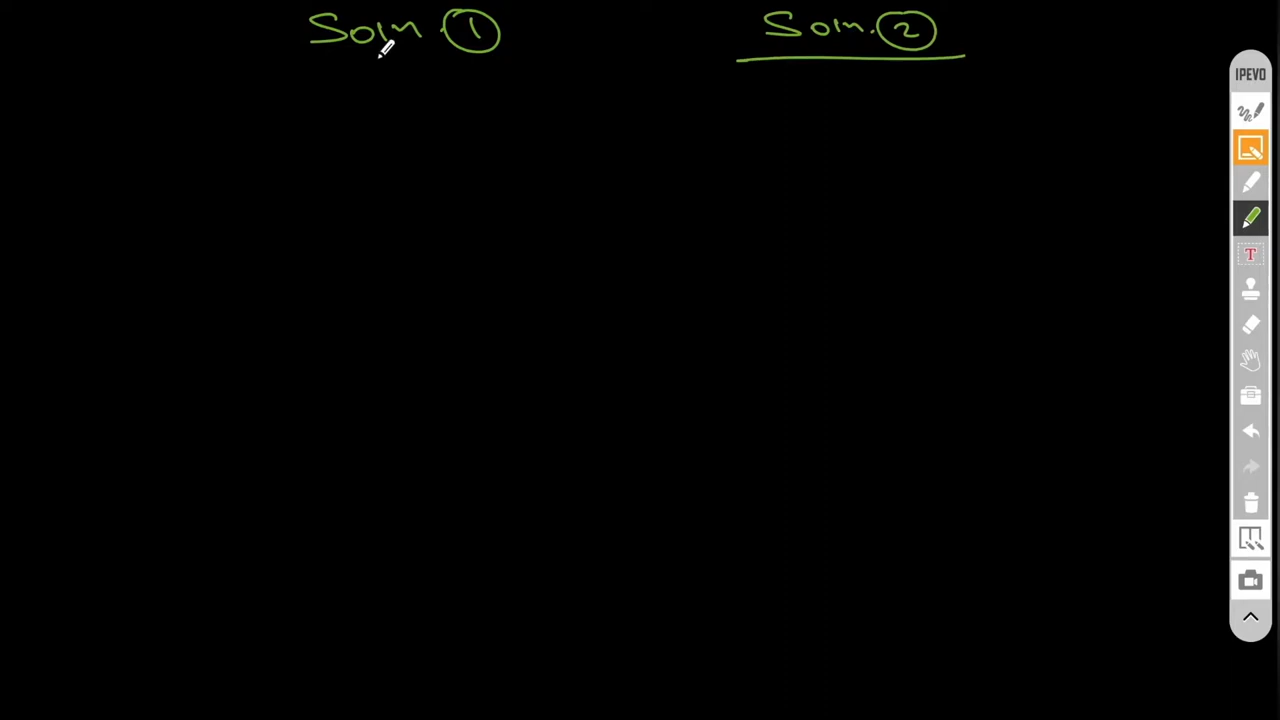 Soln. ① Soln. ②
IPEVO
T